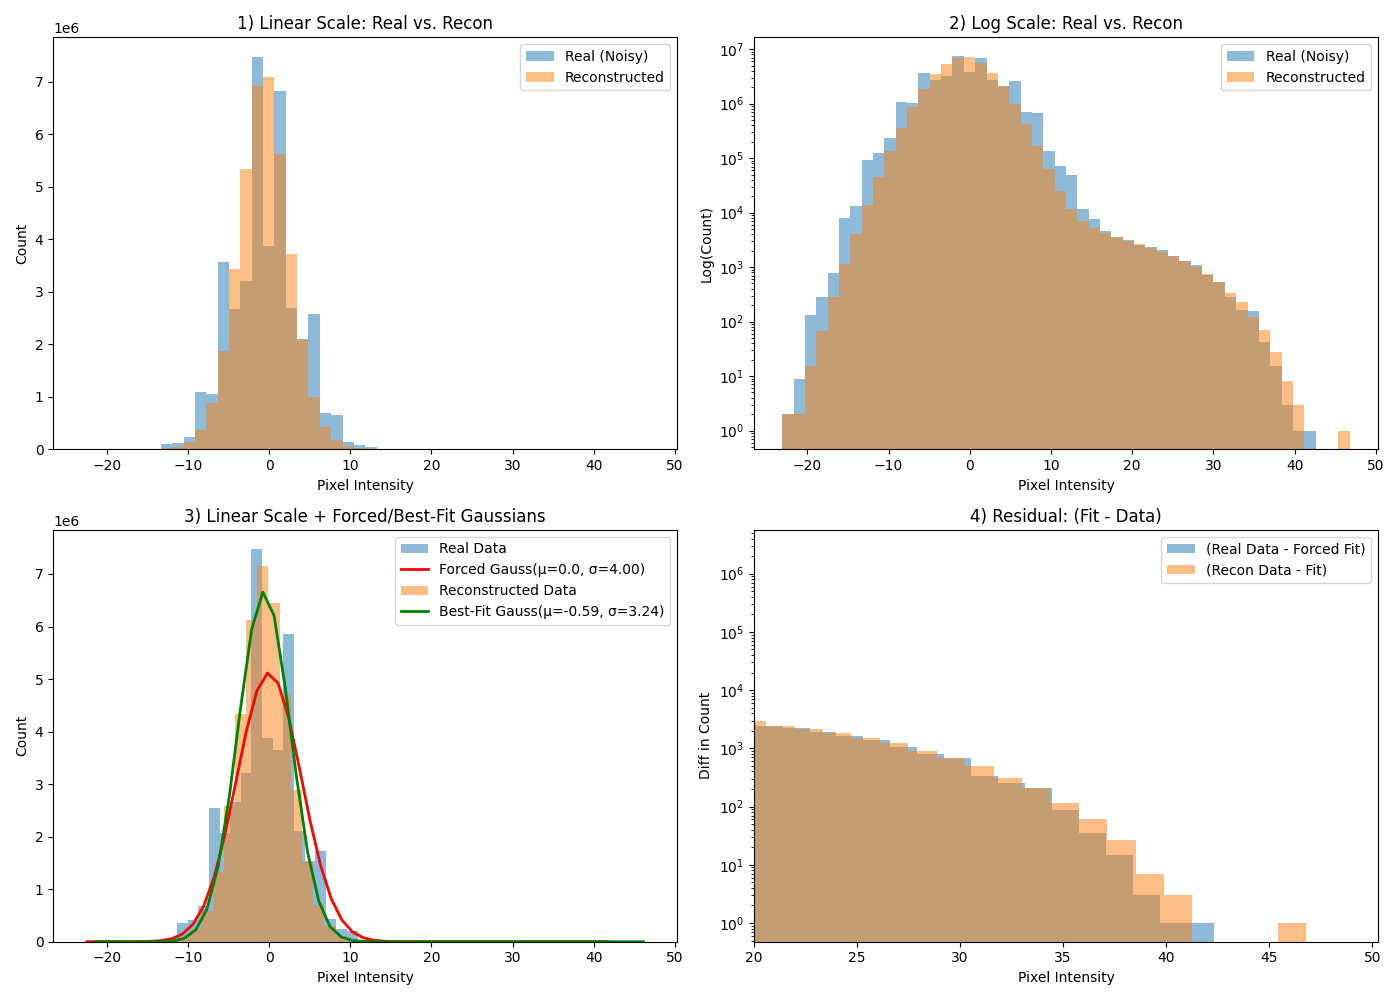 1) Linear Scale: Real vs. Recon
1e6
Real (Noisy)
Reconstructed
Count
7
6
5
4
3
2
1
0
−20
−10
0
10
20
30
40
50
Pixel Intensity
2) Log Scale: Real vs. Recon
Real (Noisy)
Reconstructed
Log(Count)
10⁷
10⁶
10⁵
10⁴
10³
10²
10¹
10⁰
−20
−10
0
10
20
30
40
50
Pixel Intensity
3) Linear Scale + Forced/Best-Fit Gaussians
1e6
Real Data
Forced Gauss(μ=0.0, σ=4.00)
Reconstructed Data
Best-Fit Gauss(μ=-0.59, σ=3.24)
Count
7
6
5
4
3
2
1
0
−20
−10
0
10
20
30
40
50
Pixel Intensity
4) Residual: (Fit - Data)
(Real Data - Forced Fit)
(Recon Data - Fit)
Diff in Count
10⁶
10⁵
10⁴
10³
10²
10¹
10⁰
20
25
30
35
40
45
50
Pixel Intensity